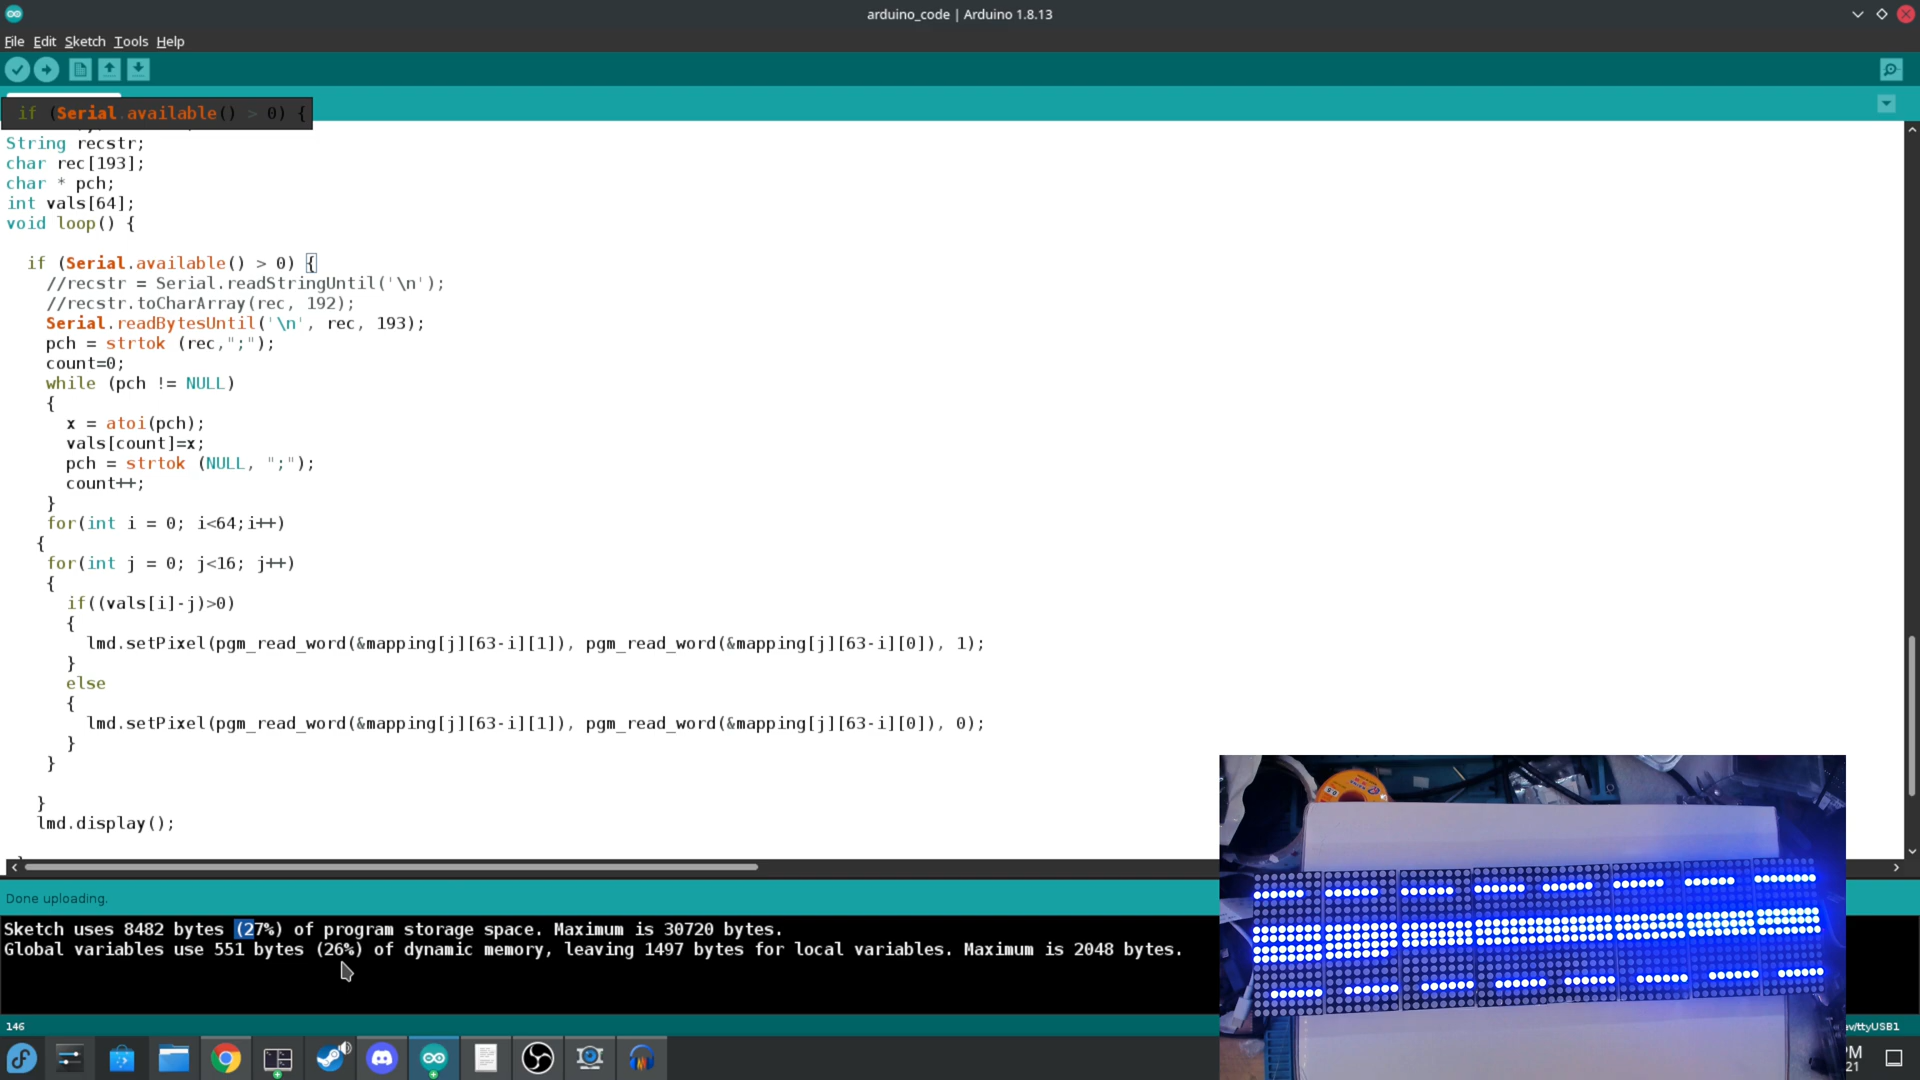 arduino_code | Arduino 1.8.13
File Edit Sketch Tools Help
if (Serial.available() > 0) {
String recstr;
char rec[193];
char * pch;
int vals[64];
void loop() {
if (Serial.available() > 0) {
//recstr = Serial.readStringUntil('\n');
//recstr.toCharArray(rec, 192);
Serial.readBytesUntil('\n', rec, 193);
pch = strtok (rec,";");
count=0;
while (pch != NULL)
{
x = atoi(pch);
vals[count]=x;
pch = strtok (NULL, ";");
count++;
}
for(int i = 0; i<64;i++)
{
for(int j = 0; j<16; j++)
{
if((vals[i]-j)>0)
{
lmd.setPixel(pgm_read_word(&mapping[j][63-i][1]), pgm_read_word(&mapping[j][63-i][0]), 1);
}
else
{
lmd.setPixel(pgm_read_word(&mapping[j][63-i][1]), pgm_read_word(&mapping[j][63-i][0]), 0);
}
}
}
lmd.display();
Done uploading.
Sketch uses 8482 bytes (27%) of program storage space. Maximum is 30720 bytes.
Global variables use 551 bytes (26%) of dynamic memory, leaving 1497 bytes for local variables. Maximum is 2048 bytes.
146
/ttyUSB1
PM
21